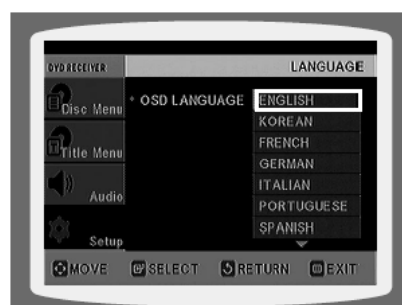 DVD RECEIVER LANGUAGE
Disc Menu
Title Menu
Audio
Setup
OSD LANGUAGE
ENGLISH
KOREAN
FRENCH
GERMAN
ITALIAN
PORTUGUESE
SPANISH
MOVE SELECT RETURN EXIT